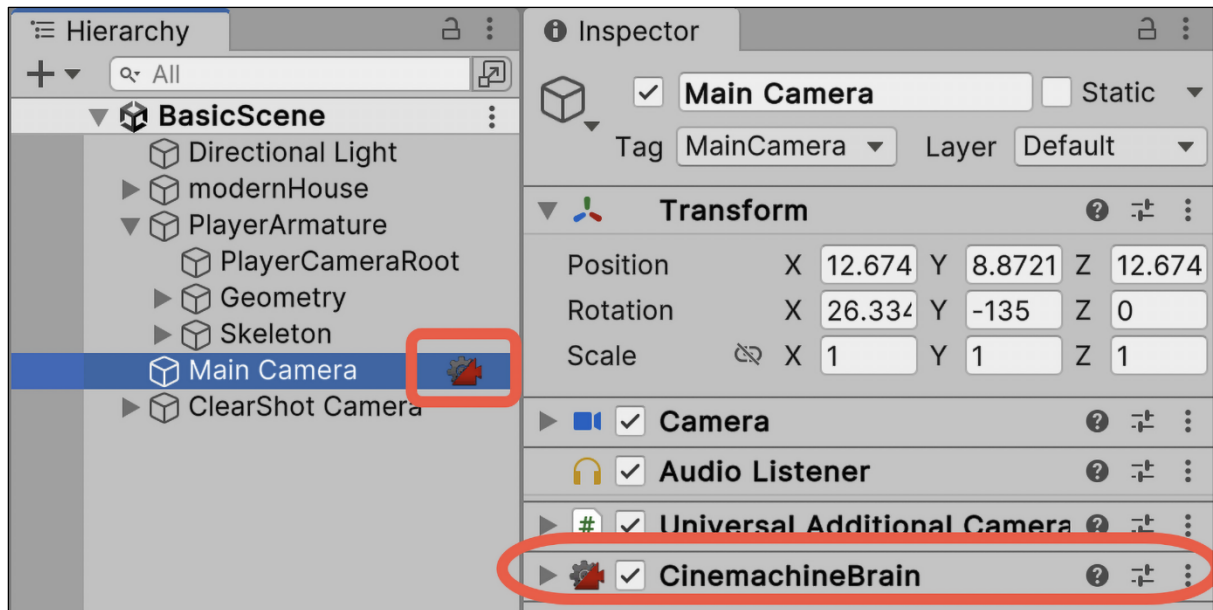 Hierarchy
All
BasicScene
Directional Light
modernHouse
PlayerArmature
PlayerCameraRoot
Geometry
Skeleton
Main Camera
ClearShot Camera
Inspector
Main Camera Static
Tag MainCamera Layer Default
Transform
Position X 12.674 Y 8.8721 Z 12.674
Rotation X 26.334 Y -135 Z 0
Scale X 1 Y 1 Z 1
Camera
Audio Listener
# Universal Additional Camera
CinemachineBrain